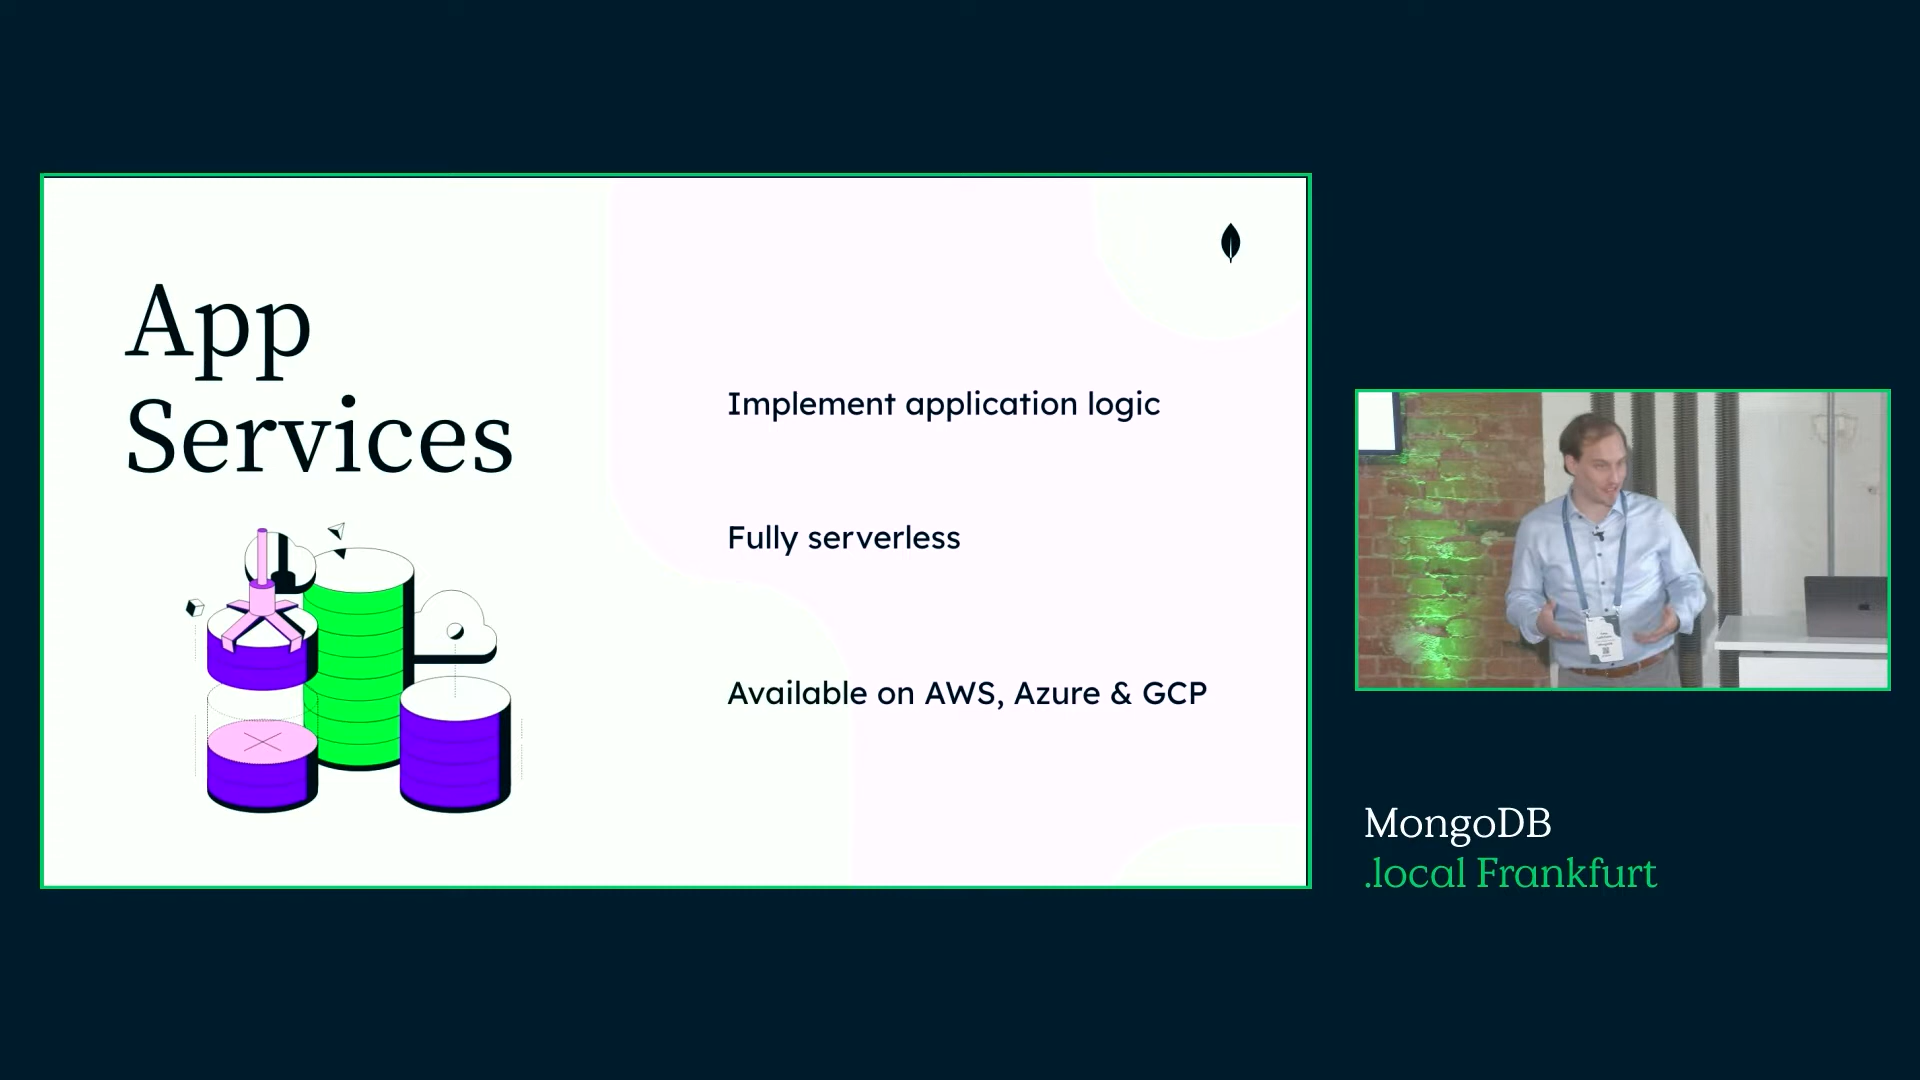 App
Services
Implement application logic
Fully serverless
Available on AWS, Azure & GCP
MongoDB
.local Frankfurt